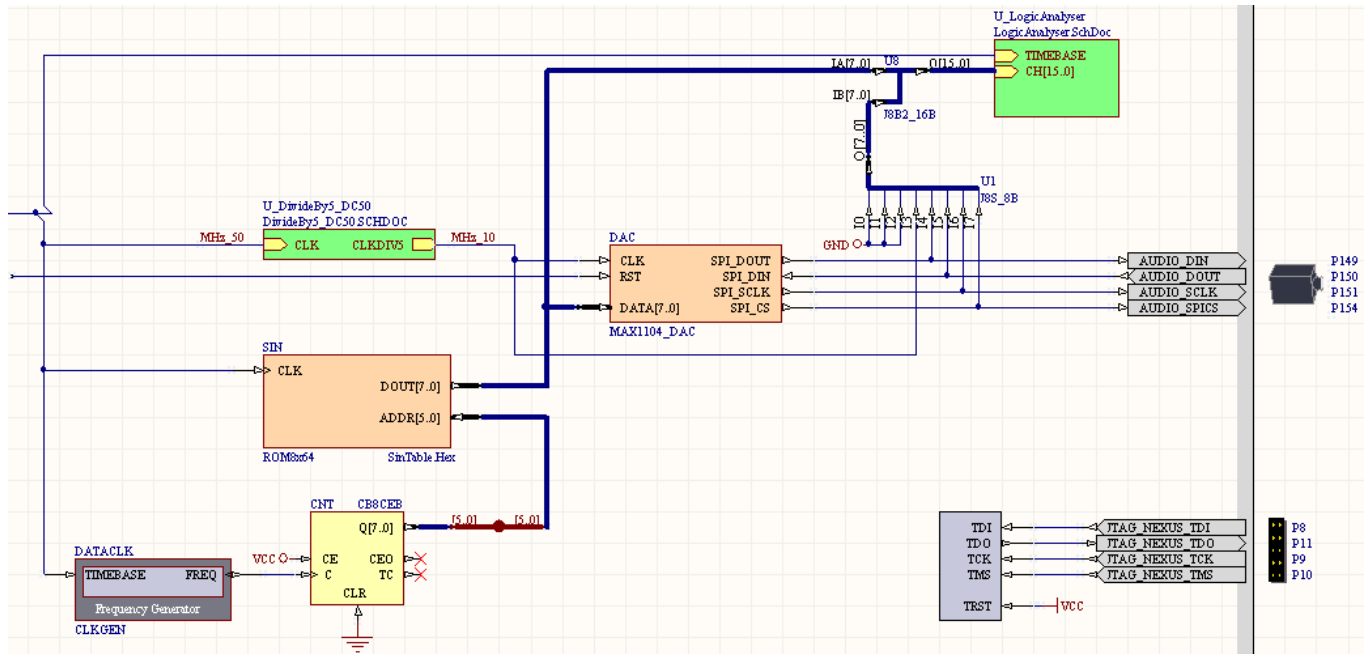 U_LogicAnalyser
LogicAnalyser.SchDoc
TIMEBASE
CH[15..0]
IA[7..0]
U8
O[15..0]
IB[7..0]
J8B2_16B
O[7..0]
U1
J8S_8B
I0
I1
I2
I3
I4
I5
I6
I7
GND
U_DivideBy5_DC50
DivideBy5_DC50.SCHDOC
MHz_50
CLK
CLKDIV5
MHz_10
DAC
CLK
SPI_DOUT
RST
SPI_DIN
SPI_SCLK
DATA[7..0]
SPI_CS
MAX1104_DAC
AUDIO_DIN
P149
AUDIO_DOUT
P150
AUDIO_SCLK
P151
AUDIO_SPICS
P154
SIN
CLK
DOUT[7..0]
ADDR[5..0]
ROM8x64
SinTable.Hex
CNT
CB8CEB
Q[7..0]
[5..0]
[5..0]
VCC
CE
CEO
C
TC
CLR
DATACLK
TIMEBASE
FREQ
Frequency Generator
CLKGEN
TDI
JTAG_NEXUS_TDI
P8
TDO
JTAG_NEXUS_TDO
P11
TCK
JTAG_NEXUS_TCK
P9
TMS
JTAG_NEXUS_TMS
P10
TRST
VCC